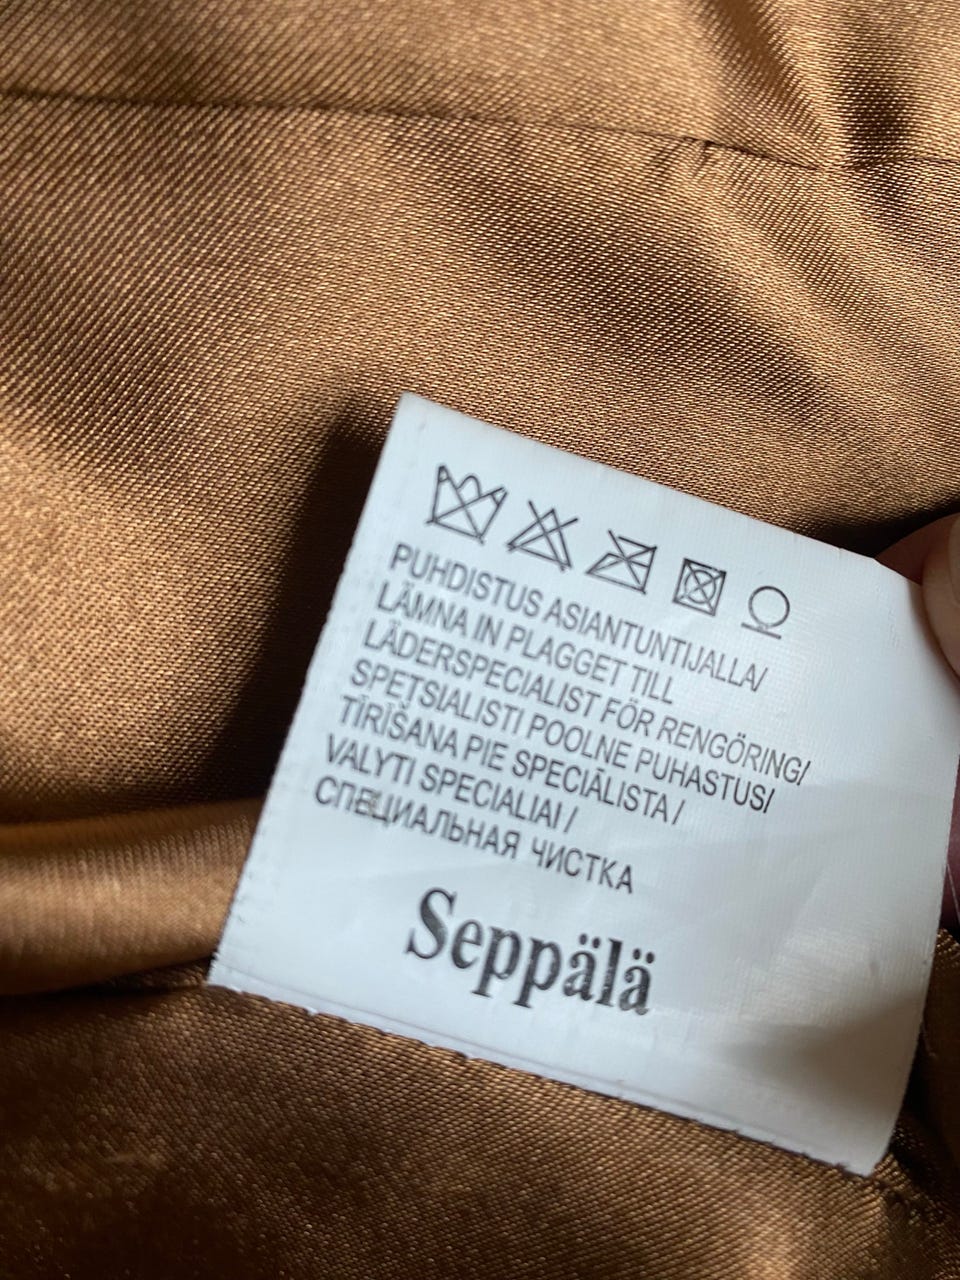 PUHDISTUS ASIANTUNTIJALLA/
LÄMNA IN PLAGGET TILL
LÄDERSPECIALIST FÖR RENGÖRING/
SPEŢSIALISTI POOLNE PUHASTUS/
TĪRĪŠANA PIE SPECIĀLISTA /
VALYTI SPECIALIAI /
СПЕЦИАЛЬНАЯ ЧИСТКА
Seppälä